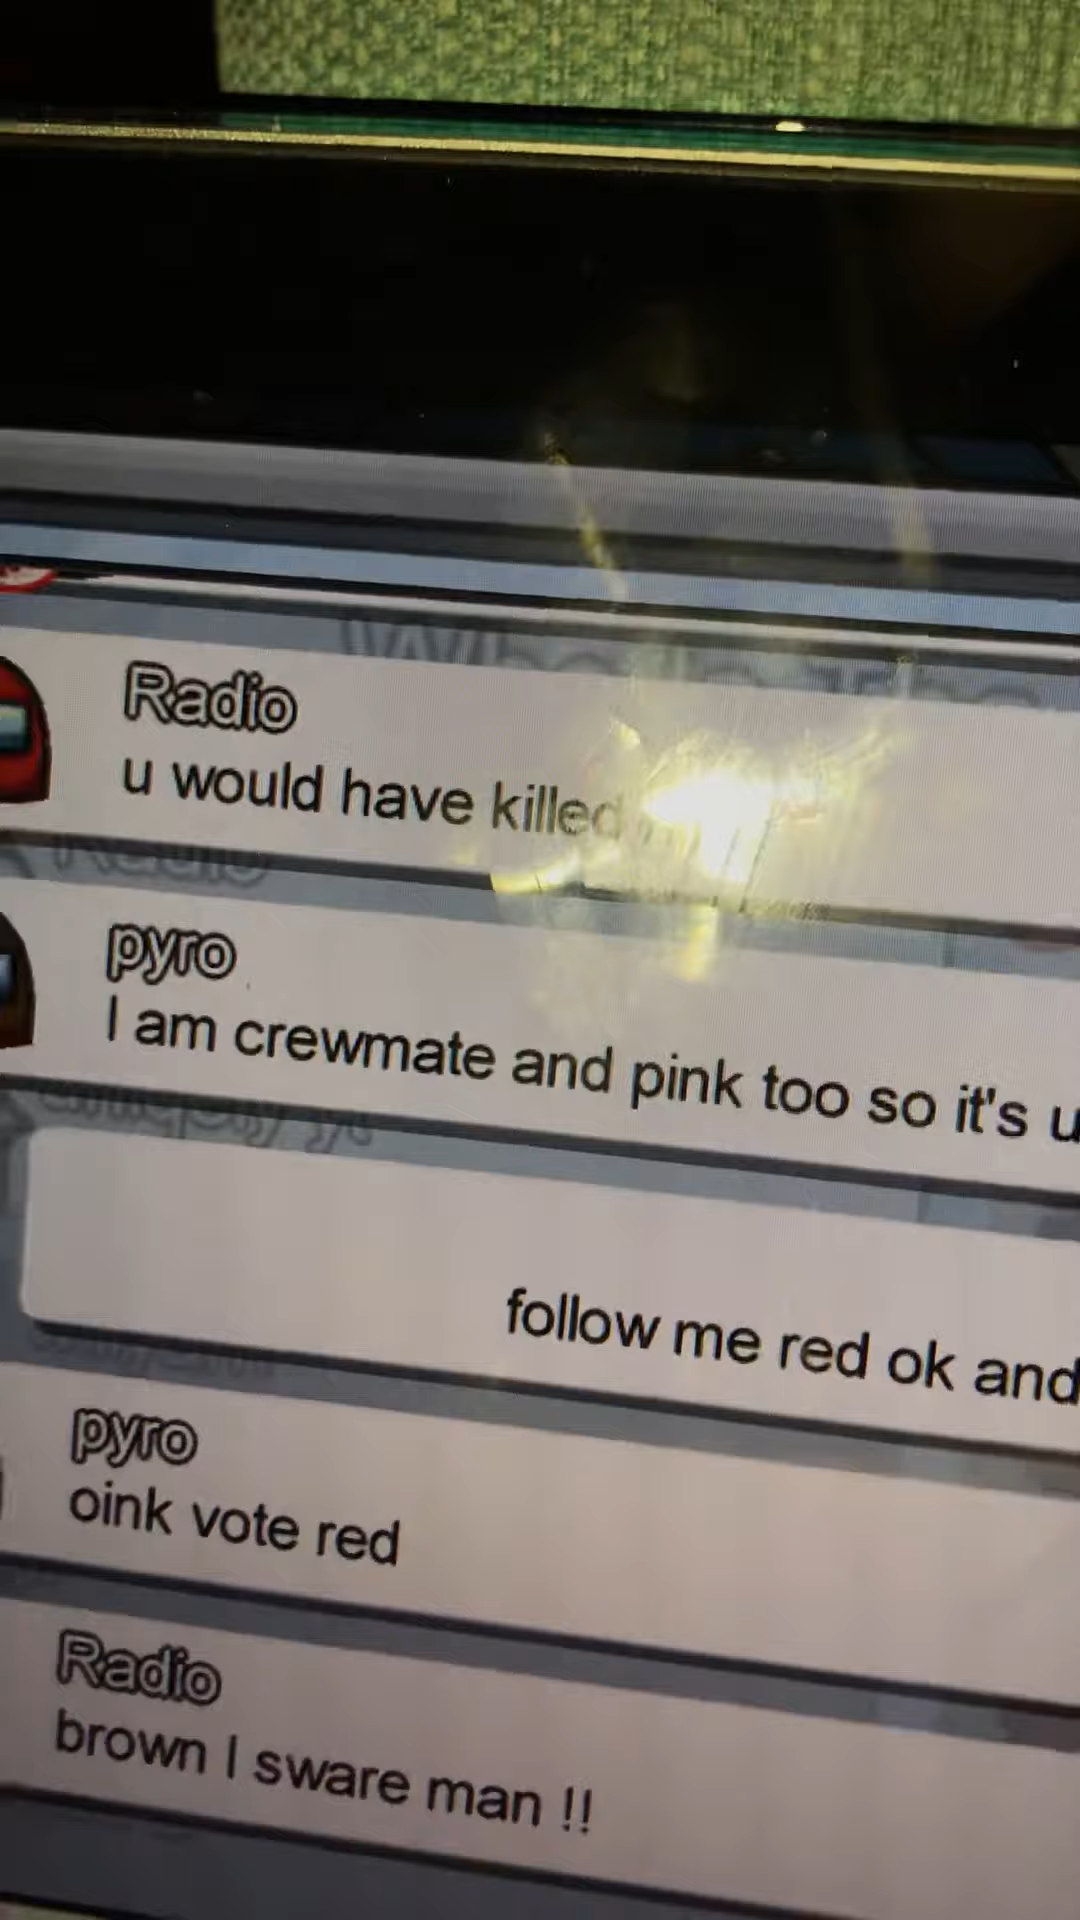 Radio
u would have killed
pyro
I am crewmate and pink too so it's u
follow me red ok and
pyro
oink vote red
Radio
brown I sware man !!